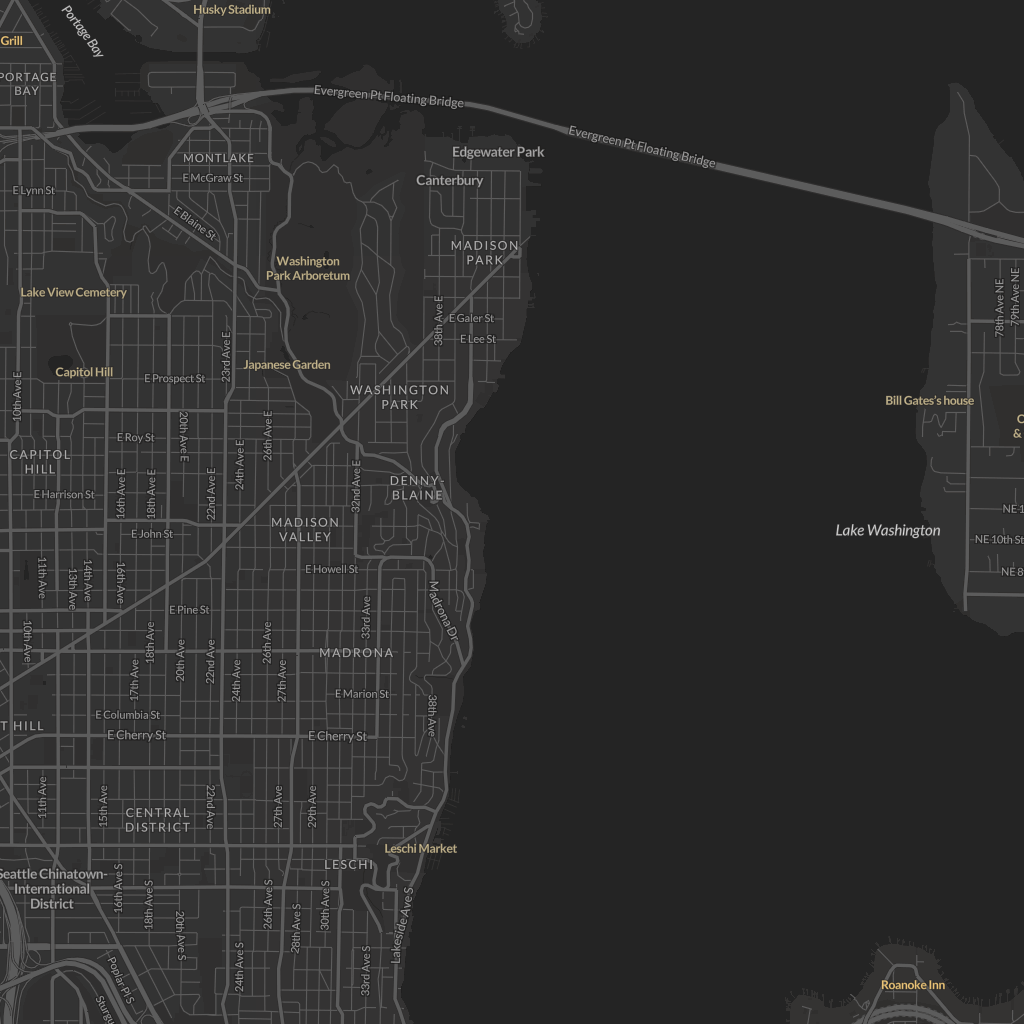 Husky Stadium
Portage Bay
Grill
PORTAGE
BAY
Evergreen Pt Floating Bridge
Evergreen Pt Floating Bridge
MONTLAKE
Edgewater Park
E McGraw St
Canterbury
E Lynn St
E Blaine St
MADISON
PARK
Washington
Park Arboretum
Lake View Cemetery
78th Ave NE
79th Ave NE
38th Ave E
E Galer St
E Lee St
23rd Ave E
Japanese Garden
Capitol Hill
E Prospect St
10th Ave E
WASHINGTON
PARK
Bill Gates's house
C
&
20th Ave E
26th Ave E
E Roy St
24th Ave E
CAPITOL
HILL
DENNY-
BLAINE
32nd Ave E
E Harrison St
16th Ave E
18th Ave E
22nd Ave E
NE 1
MADISON
VALLEY
E John St
Lake Washington
NE 10th St
E Howell St
NE 8
11th Ave
13th Ave
14th Ave
16th Ave
E Pine St
33rd Ave
Madrona Dr
10th Ave
18th Ave
20th Ave
22nd Ave
26th Ave
MADRONA
17th Ave
24th Ave
27th Ave
E Marion St
38th Ave
E Columbia St
T HILL
E Cherry St
E Cherry St
11th Ave
15th Ave
22nd Ave
27th Ave
29th Ave
CENTRAL
DISTRICT
Leschi Market
LESCHI
Seattle Chinatown-
International
District
16th Ave S
18th Ave S
20th Ave S
26th Ave S
28th Ave S
30th Ave S
Lakeside Ave S
24th Ave S
33rd Ave S
Poplar Pl S
Sturgu
Roanoke Inn